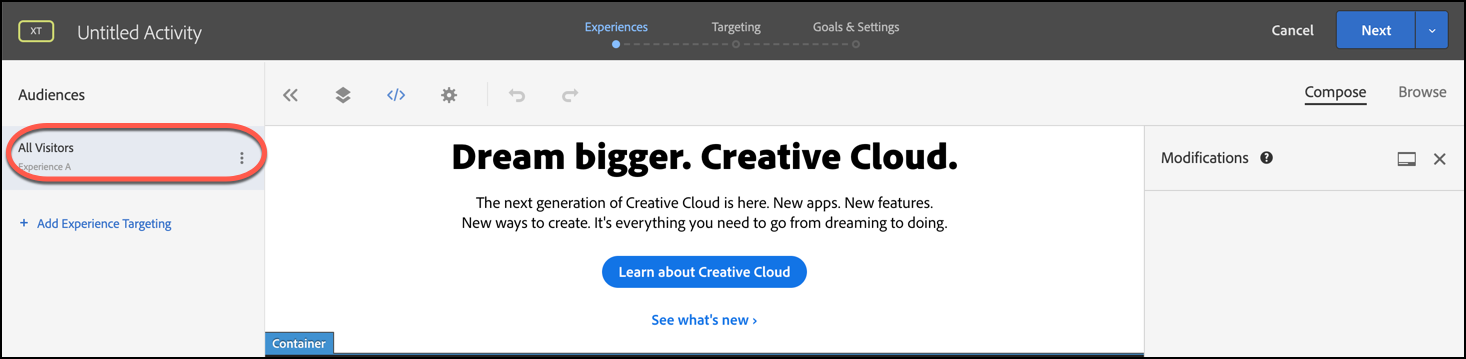 XT
Untitled Activity
Experiences
Targeting
Goals & Settings
Cancel
Next
Audiences
</>
Compose
Browse
All Visitors
Experience A
+ Add Experience Targeting
Dream bigger. Creative Cloud.
The next generation of Creative Cloud is here. New apps. New features.
New ways to create. It's everything you need to go from dreaming to doing.
Learn about Creative Cloud
See what's new ›
Container
Modifications ?